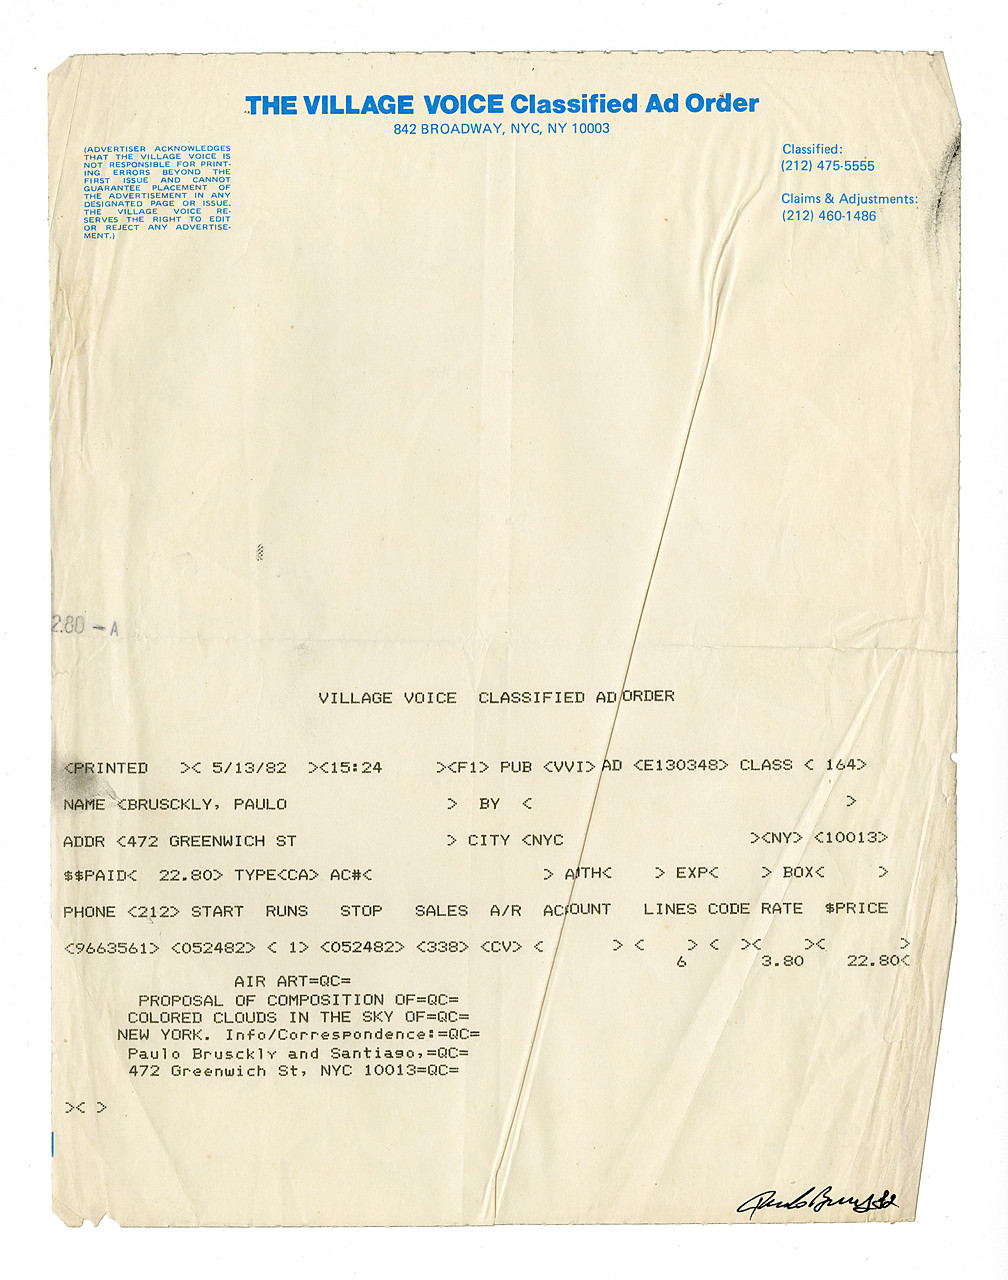 THE VILLAGE VOICE Classified Ad Order
842 BROADWAY, NYC, NY 10003
(ADVERTISER ACKNOWLEDGES
THAT THE VILLAGE VOICE IS
NOT RESPONSIBLE FOR PRINT-
ING ERRORS BEYOND THE
FIRST ISSUE AND CANNOT
GUARANTEE PLACEMENT OF
THE ADVERTISEMENT IN ANY
DESIGNATED PAGE OR ISSUE.
THE VILLAGE VOICE RE-
SERVES THE RIGHT TO EDIT
OR REJECT ANY ADVERTISE-
MENT.)
Classified:
(212) 475-5555
Claims & Adjustments:
(212) 460-1486
2.80 - A
VILLAGE VOICE CLASSIFIED AD ORDER
<PRINTED >< 5/13/82 ><15:24 ><F1> PUB <VVI> AD <E130348> CLASS < 164>
NAME <BRUSCKLY, PAULO > BY < >
ADDR <472 GREENWICH ST > CITY <NYC ><NY> <10013>
$$PAID< 22.80> TYPE<CA> AC#< > AUTH< > EXP< > BOX< >
PHONE <212> START RUNS STOP SALES A/R ACCOUNT LINES CODE RATE $PRICE
<9663561> <052482> < 1> <052482> <338> <CV> < > < > < >< >< >
6 3.80 22.80<
AIR ART=QC=
PROPOSAL OF COMPOSITION OF=QC=
COLORED CLOUDS IN THE SKY OF=QC=
NEW YORK. Info/Correspondence:=QC=
Paulo Brusckly and Santiago,=QC=
472 Greenwich St, NYC 10013=QC=
>< >